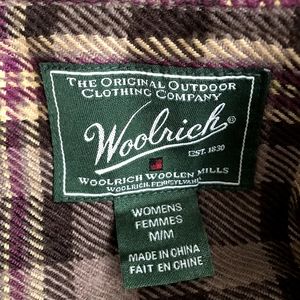 THE ORIGINAL OUTDOOR
CLOTHING COMPANY
Woolrich®
EST. 1830
WOOLRICH WOOLEN MILLS
WOOLRICH, PENNSYLVANIA
WOMENS
FEMMES
M/M
MADE IN CHINA
FAIT EN CHINE